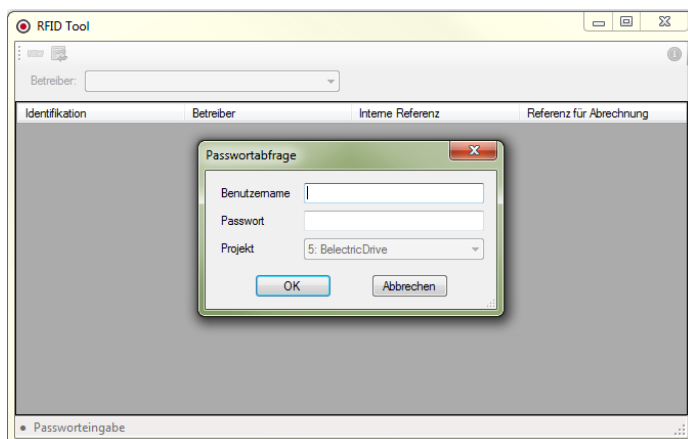 RFID Tool
Betreiber:
Identifikation Betreiber Interne Referenz Referenz für Abrechnung
Passwortabfrage
Benutzername
Passwort
Projekt 5: BelectricDrive
OK Abbrechen
Passworteingabe